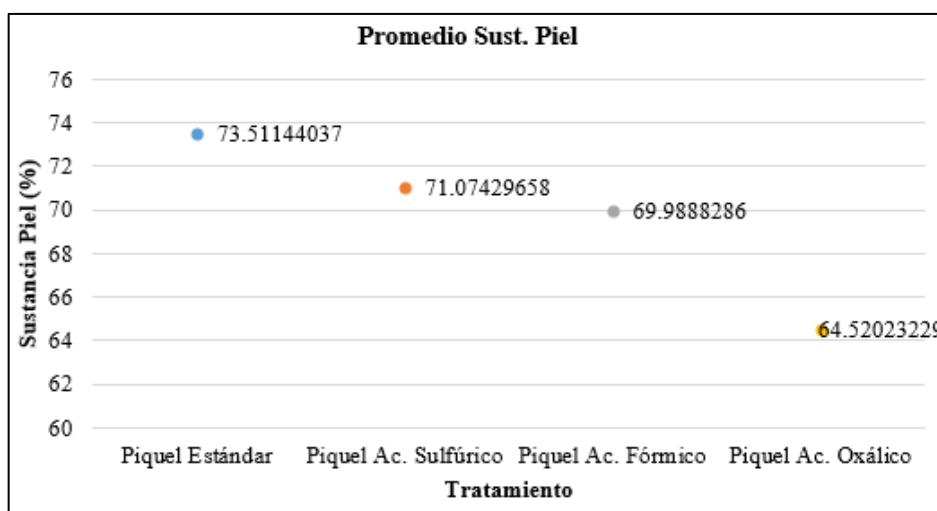 Promedio Sust. Piel
Sustancia Piel (%)
76
74
72
70
68
66
64
62
60
73.51144037
71.07429658
69.9888286
64.52023229
Piquel Estándar
Piquel Ac. Sulfúrico
Piquel Ac. Fórmico
Piquel Ac. Oxálico
Tratamiento